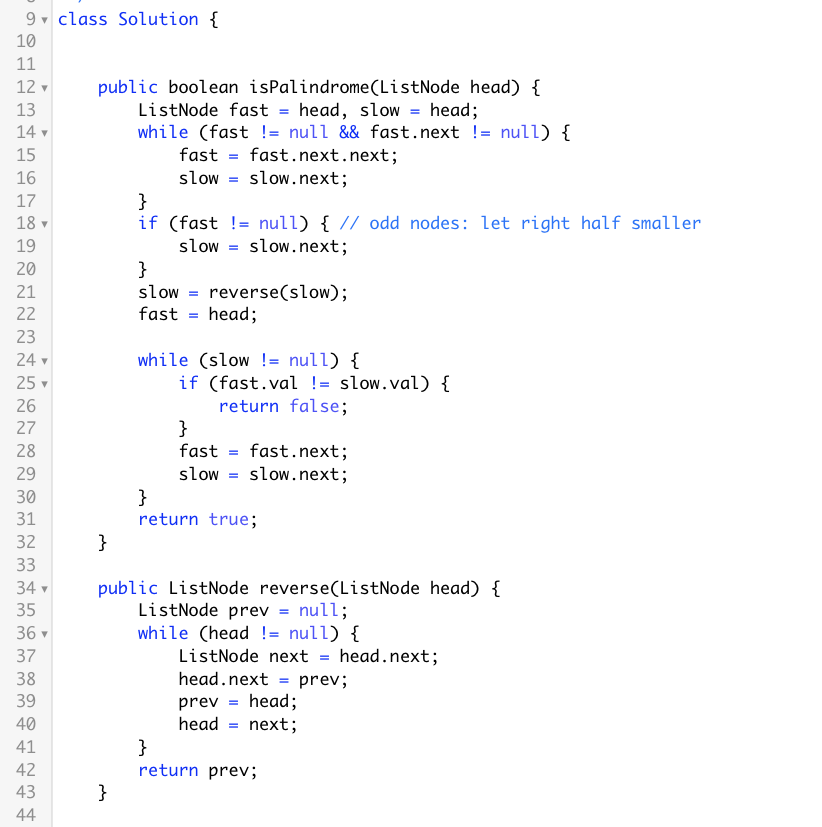 9 class Solution {
10
11
12     public boolean isPalindrome(ListNode head) {
13         ListNode fast = head, slow = head;
14         while (fast != null && fast.next != null) {
15             fast = fast.next.next;
16             slow = slow.next;
17         }
18         if (fast != null) { // odd nodes: let right half smaller
19             slow = slow.next;
20         }
21         slow = reverse(slow);
22         fast = head;
23
24         while (slow != null) {
25             if (fast.val != slow.val) {
26                 return false;
27             }
28             fast = fast.next;
29             slow = slow.next;
30         }
31         return true;
32     }
33
34     public ListNode reverse(ListNode head) {
35         ListNode prev = null;
36         while (head != null) {
37             ListNode next = head.next;
38             head.next = prev;
39             prev = head;
40             head = next;
41         }
42         return prev;
43     }
44